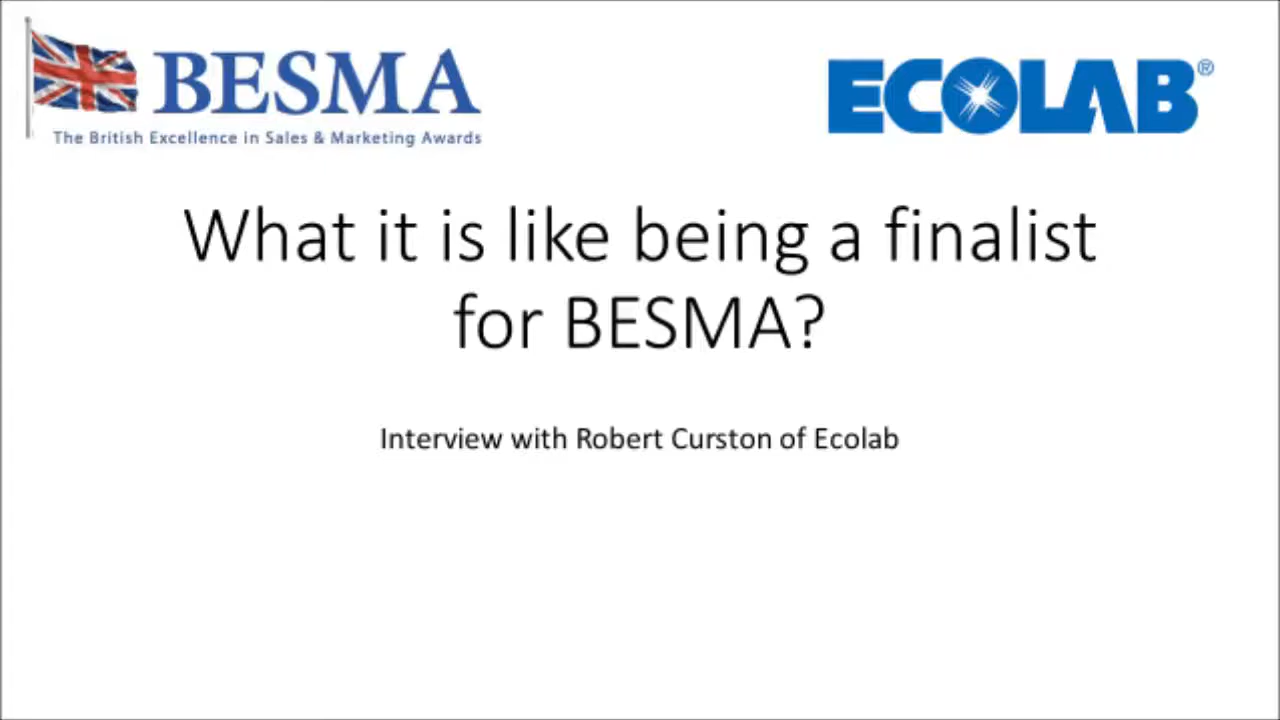 BESMA
The British Excellence in Sales & Marketing Awards
ECOLAB®
What it is like being a finalist
for BESMA?
Interview with Robert Curston of Ecolab